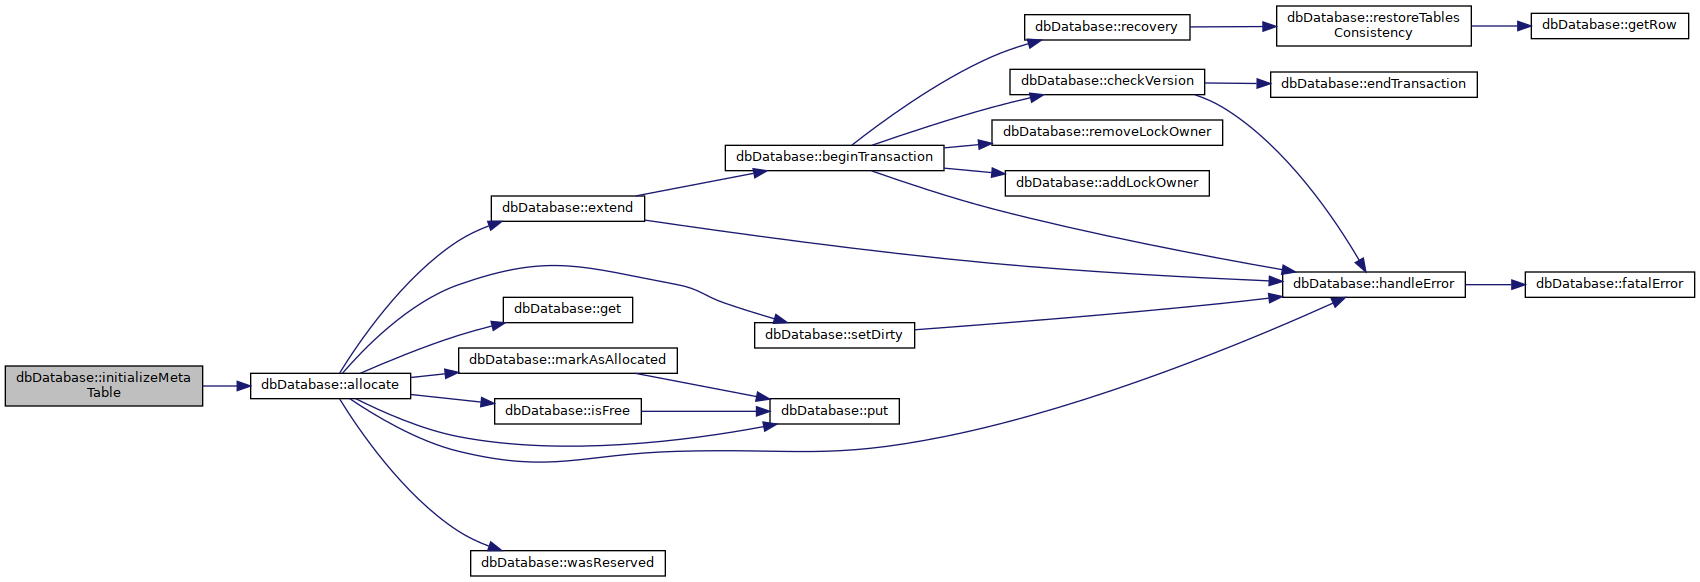 dbDatabase::recovery
dbDatabase::restoreTables
Consistency
dbDatabase::getRow
dbDatabase::checkVersion
dbDatabase::endTransaction
dbDatabase::removeLockOwner
dbDatabase::beginTransaction
dbDatabase::addLockOwner
dbDatabase::extend
dbDatabase::handleError
dbDatabase::fatalError
dbDatabase::get
dbDatabase::setDirty
dbDatabase::markAsAllocated
dbDatabase::initializeMeta
Table
dbDatabase::allocate
dbDatabase::isFree
dbDatabase::put
dbDatabase::wasReserved